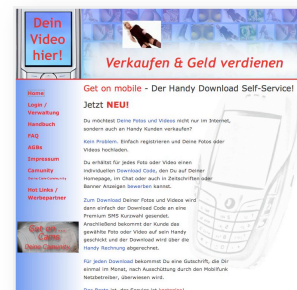 Dein
Video
hier!
Verkaufen & Geld verdienen
Home
Login /
Verwaltung
Handbuch
FAQ
AGBs
Impressum
Camunity
Hot Links /
Werbepartner
Get on ...
Cams
Deine Camunity
Get on mobile - Der Handy Download Self-Service!
Jetzt NEU!
Du möchtest Deine Fotos und Videos nicht nur im Internet,
sondern auch an Handy Kunden verkaufen?
Kein Problem. Einfach registrieren und Deine Fotos oder
Videos hochladen.
Du erhältst für jedes Foto oder Video einen
individuellen Download Code, den Du auf Deiner
Homepage, im Chat oder auch in Zeitschriften oder
Banner Anzeigen bewerben kannst.
Zum Download Deiner Fotos und Videos wird
dann einfach der Download Code an eine
Premium SMS Kurzwahl gesendet.
Anschließend bekommt der Kunde das
gewählte Foto oder Video auf sein Handy
geschickt und der Download wird über die
Handy Rechnung abgerechnet.
Für jeden Download bekommst Du eine Gutschrift, die Dir
einmal im Monat, nach Ausschüttung durch den Mobilfunk
Netzbetreiber, überwiesen wird.